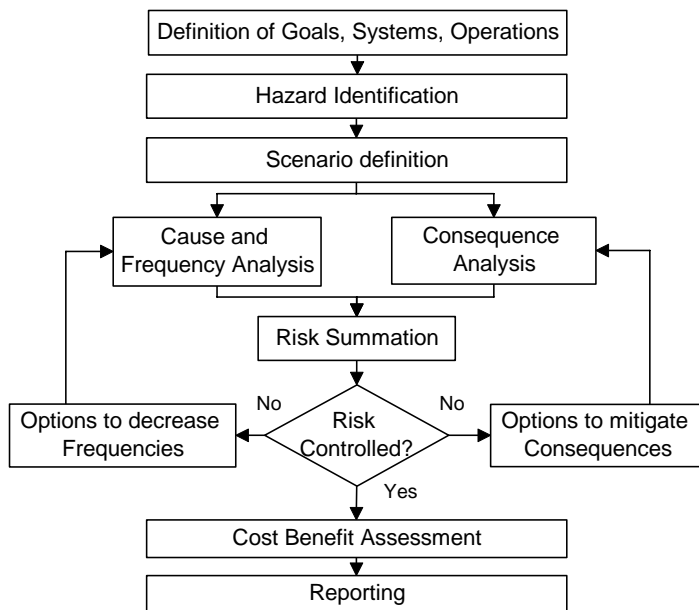 Definition of Goals, Systems, Operations
Hazard Identification
Scenario definition
Cause and
Frequency Analysis
Consequence
Analysis
Risk Summation
No
No
Options to decrease
Frequencies
Risk
Controlled?
Options to mitigate
Consequences
Yes
Cost Benefit Assessment
Reporting